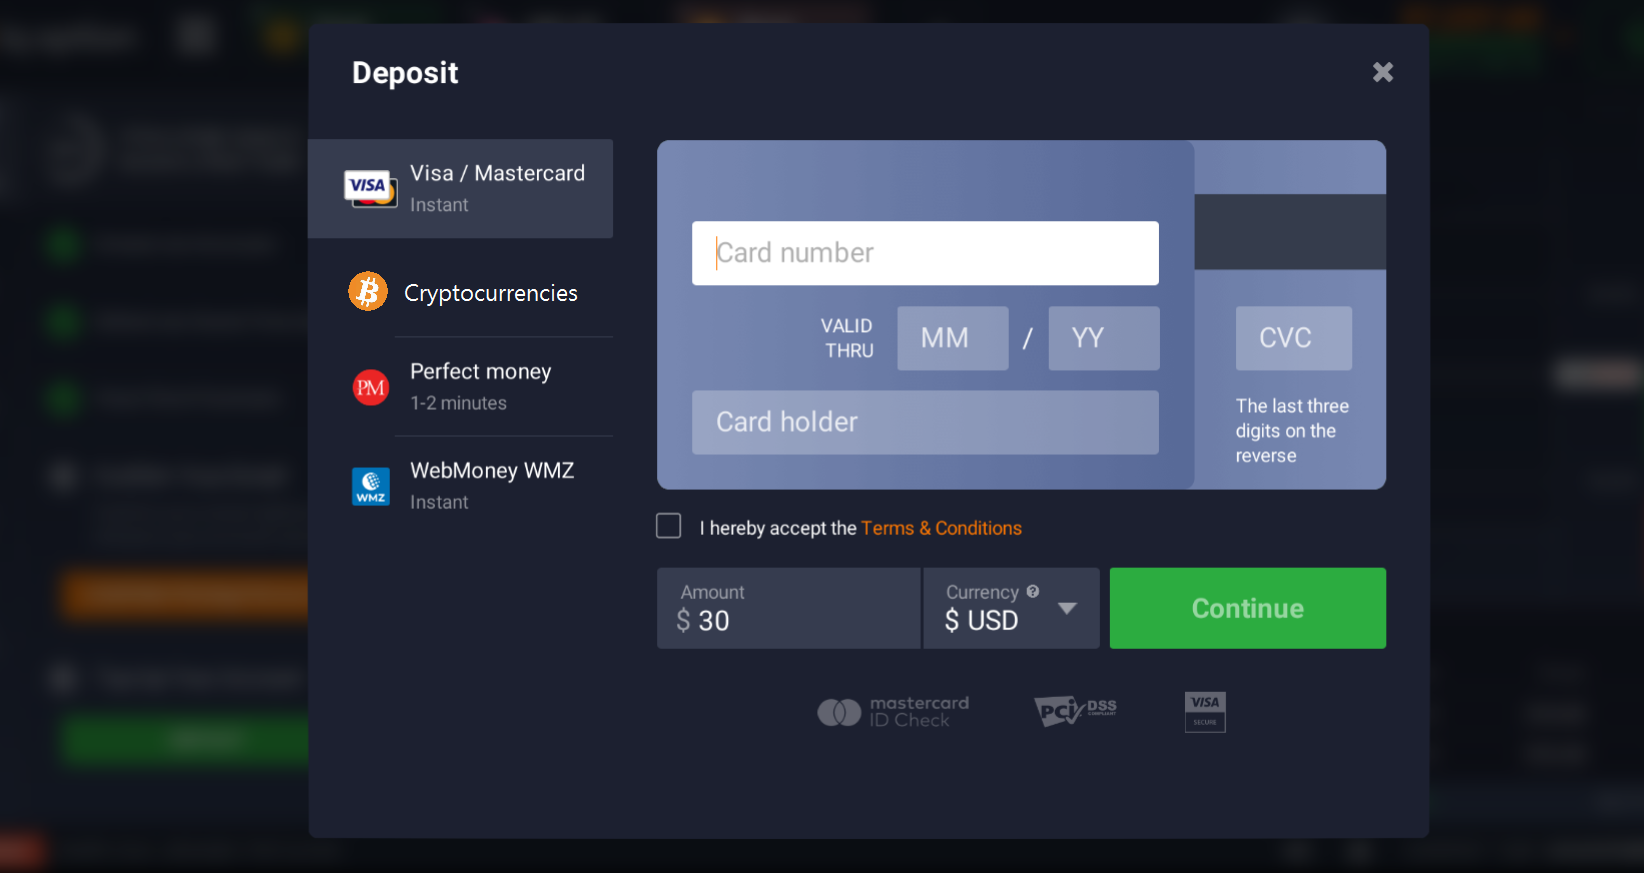 Deposit
VISA
Visa / Mastercard
Instant
Cryptocurrencies
PM
Perfect money
1-2 minutes
WMZ
WebMoney WMZ
Instant
Card number
VALID
THRU
MM / YY
Card holder
CVC
The last three
digits on the
reverse
I hereby accept the Terms & Conditions
Amount
$ 30
Currency ?
$ USD
Continue
mastercard
ID Check
PCI DSS
COMPLIANT
VISA
SECURE